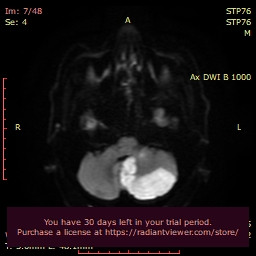 Im: 7/48
Se: 4
STP76
STP76
M
A
Ax DWI B 1000
R
L
You have 30 days left in your trial period.
Purchase a license at https://radiantviewer.com/store/